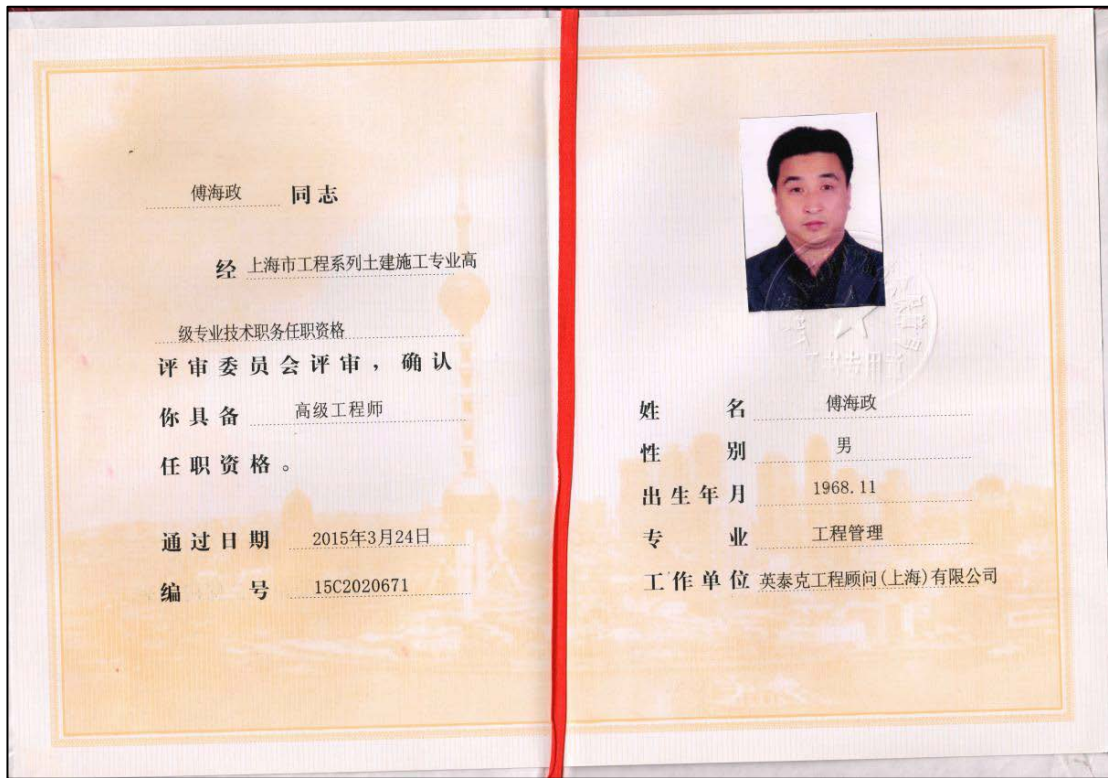 傅海政 同志
经 上海市工程系列土建施工专业高
级专业技术职务任职资格
评审委员会评审，确认
你具备 高级工程师
任职资格。
通过日期 2015年3月24日
编 号 15C2020671
姓 名 傅海政
性 别 男
出生年月 1968.11
专 业 工程管理
工作单位 英泰克工程顾问(上海)有限公司